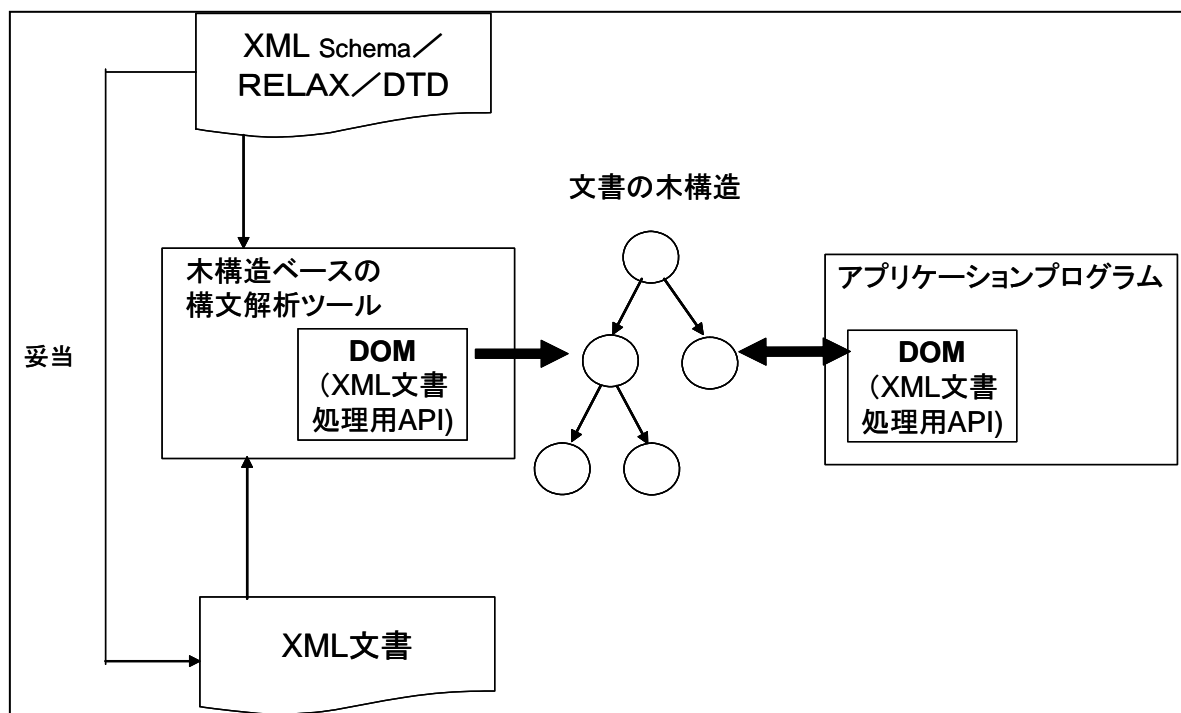 XML Schema／
RELAX／DTD
文書の木構造
木構造ベースの
構文解析ツール
DOM
（XML文書
処理用API)
アプリケーションプログラム
DOM
（XML文書
処理用API)
妥当
XML文書